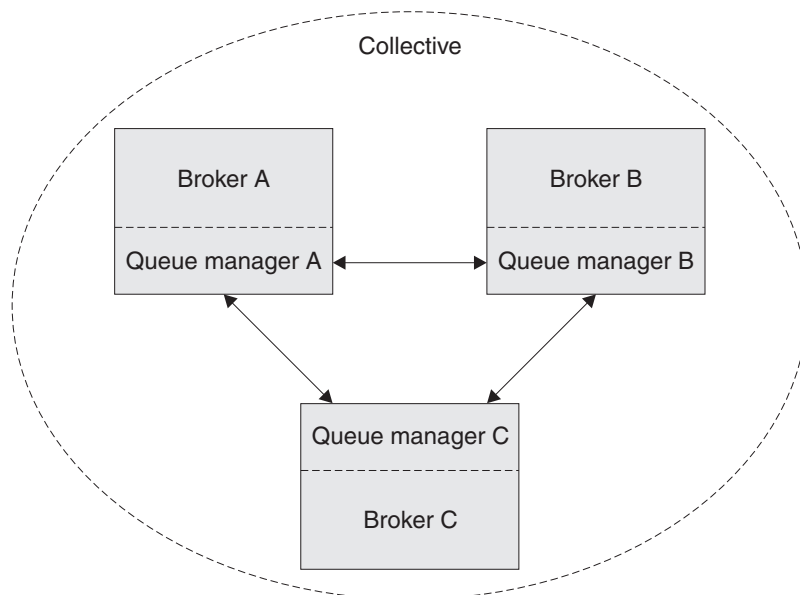 Collective
Broker A
Broker B
Queue manager A
Queue manager B
Queue manager C
Broker C